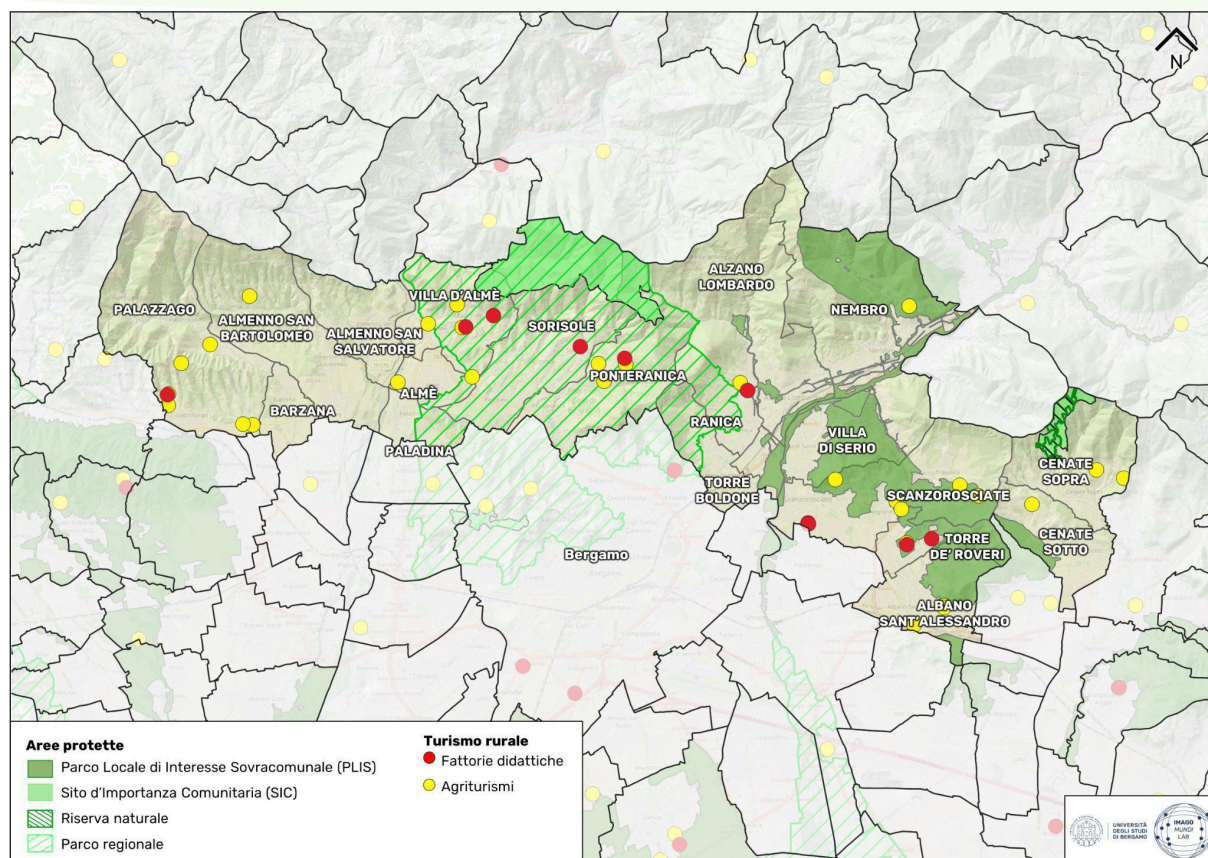 N
PALAZZAGO
ALMENNO SAN
BARTOLOMEO
ALMENNO SAN
SALVATORE
VILLA D'ALMÈ
SORISOLE
ALZANO
LOMBARDO
NEMBRO
PONTERANICA
ALMÈ
BARZANA
RANICA
PALADINA
VILLA
DI SERIO
CENATE
SOPRA
TORRE
BOLDONE
SCANZOROSCIATE
TORRE
DE' ROVERI
CENATE
SOTTO
Bergamo
ALBANO
SANT'ALESSANDRO
Aree protette
Parco Locale di Interesse Sovracomunale (PLIS)
Sito d'Importanza Comunitaria (SIC)
Riserva naturale
Parco regionale
Turismo rurale
Fattorie didattiche
Agriturismi
UNIVERSITÀ
DEGLI STUDI
DI BERGAMO
IMAGO
MUNDI
LAB